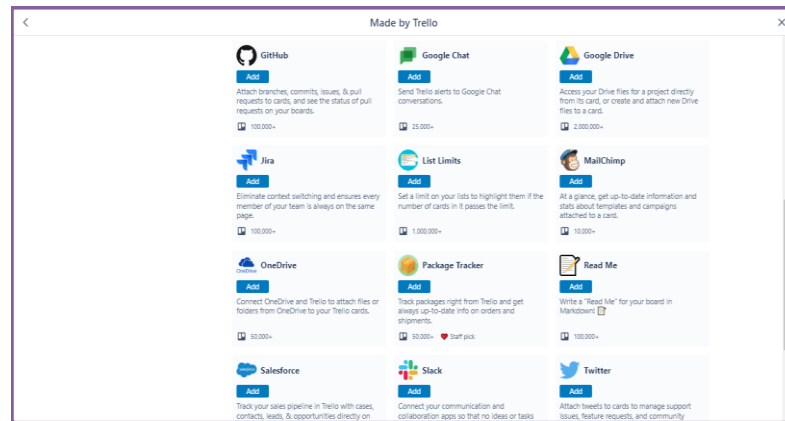 Made by Trello
GitHub
Add
Attach branches, commits, issues, & pull
requests to cards, and see the status of pull
requests on your boards.
100,000+
Google Chat
Add
Send Trello alerts to Google Chat
conversations.
25,000+
Google Drive
Add
Access your Drive files for a project directly
from its card, or create and attach new Drive
files to a card.
2,000,000+
Jira
Add
Eliminate context switching and ensures every
member of your team is always on the same
page.
100,000+
List Limits
Add
Set a limit on your lists to highlight them if the
number of cards in it passes the limit.
1,000,000+
MailChimp
Add
At a glance, get up-to-date information and
stats about templates and campaigns
attached to a card.
10,000+
OneDrive
OneDrive
Add
Connect OneDrive and Trello to attach files or
folders from OneDrive to your Trello cards.
50,000+
Package Tracker
Add
Track packages right from Trello and get
always up-to-date info on orders and
shipments.
50,000+ Staff pick
Read Me
Add
Write a "Read Me" for your board in
Markdown!
100,000+
salesforce
Salesforce
Add
Track your sales pipeline in Trello with cases,
contacts, leads, & opportunities directly on
Slack
Add
Connect your communication and
collaboration apps so that no ideas or tasks
Twitter
Add
Attach tweets to cards to manage support
issues, feature requests, and community